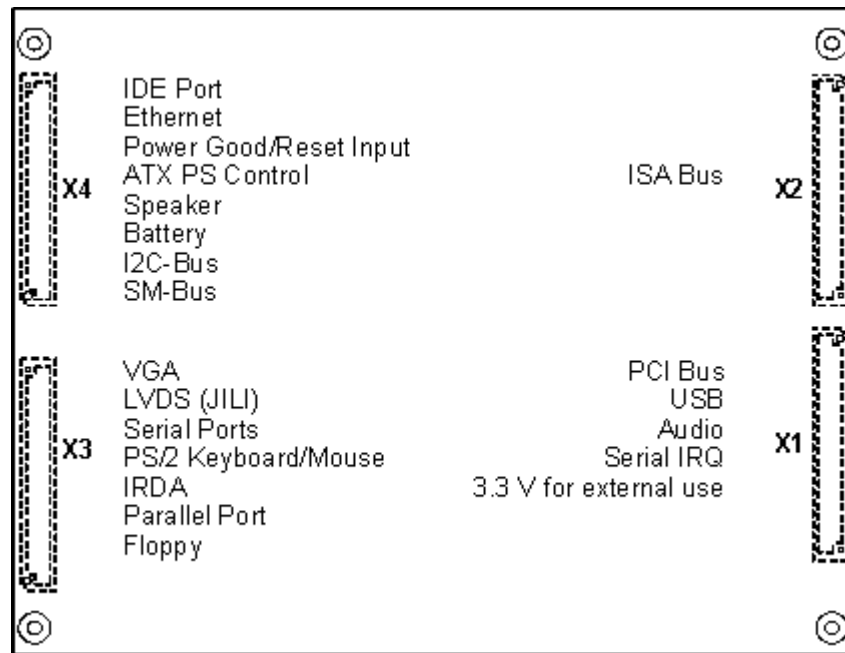 IDE Port
Ethernet
Power Good/Reset Input
ATX PS Control
Speaker
Battery
I2C-Bus
SM-Bus
X4
ISA Bus
X2
VGA
LVDS (JILI)
Serial Ports
PS/2 Keyboard/Mouse
IRDA
Parallel Port
Floppy
X3
PCI Bus
USB
Audio
Serial IRQ
3.3 V for external use
X1